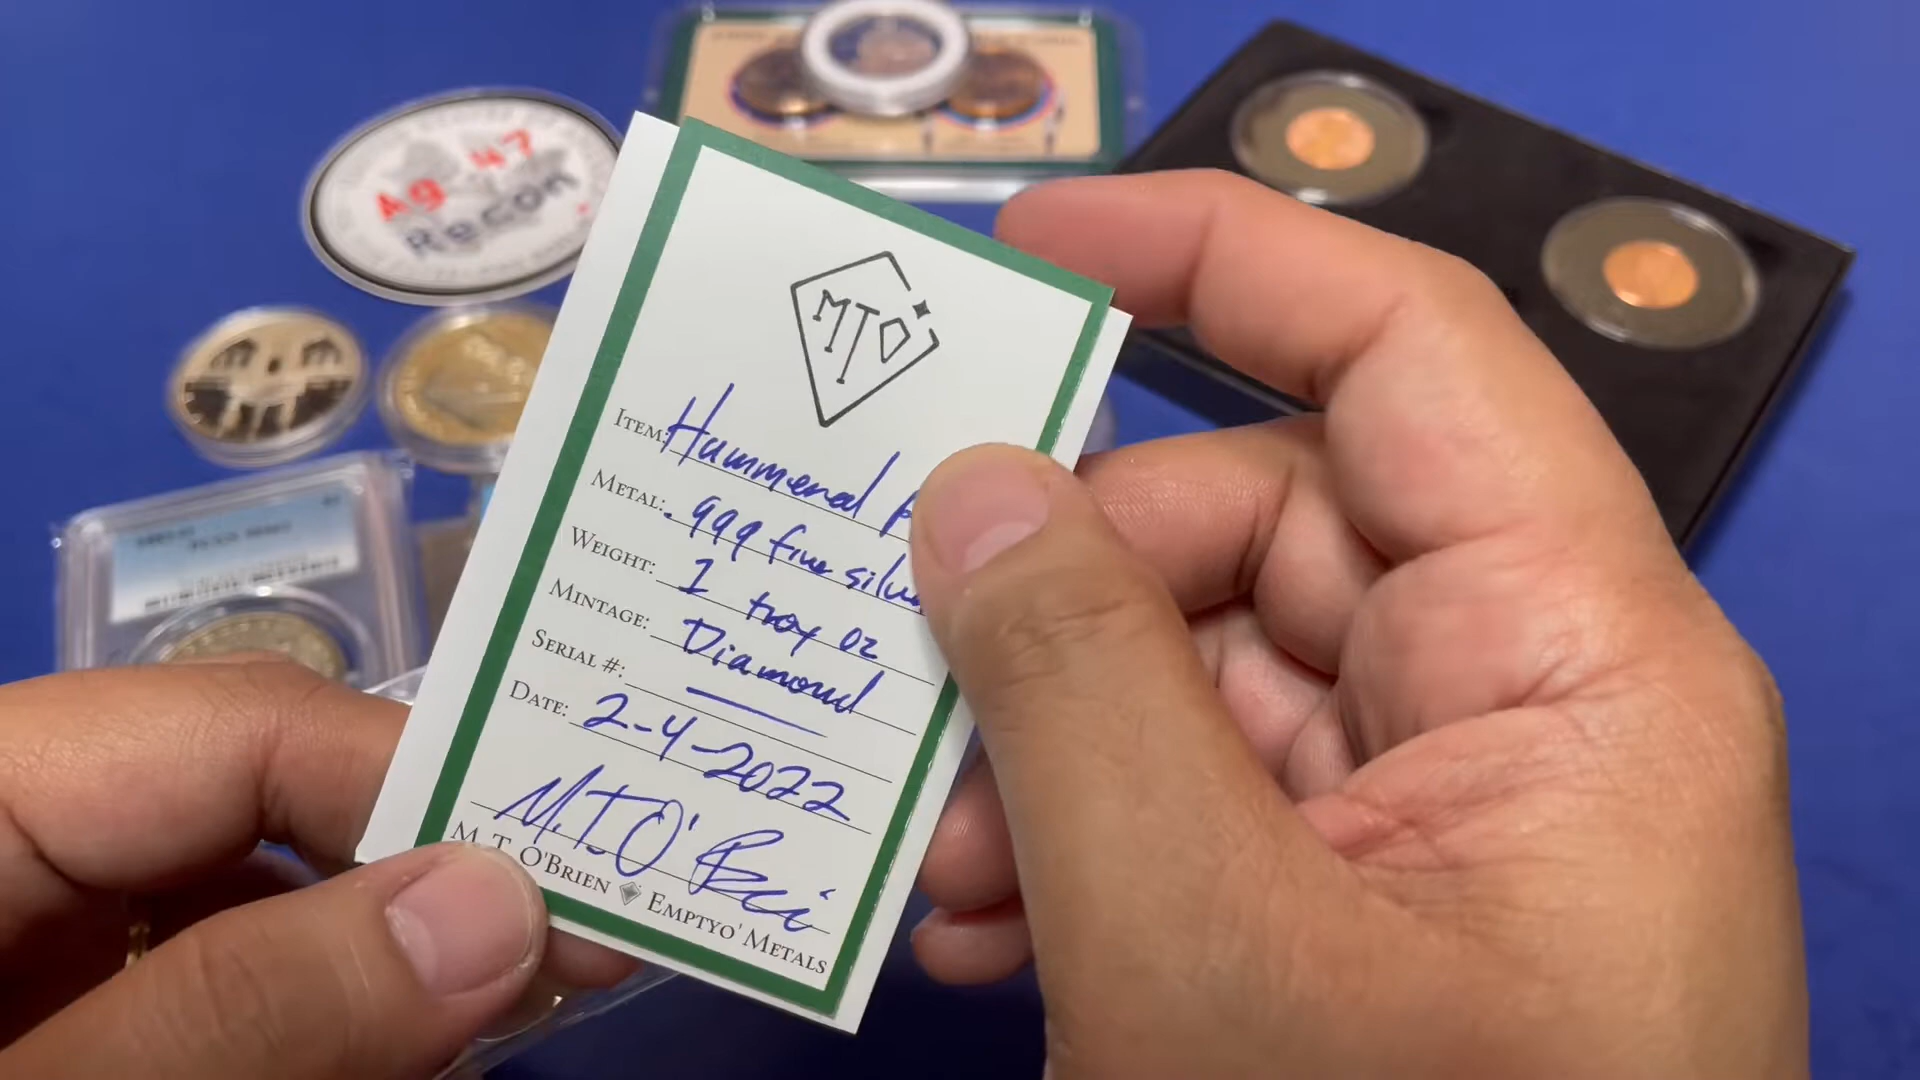 Ag 47
Recon
MTO
ITEM: Hammered
METAL: .999 fine silver
WEIGHT: 1 troy oz
MINTAGE: Diamond
SERIAL #: —
DATE: 2-4-2022
M.T.O'Bri
M. T. O'BRIEN EMPTYO' METALS